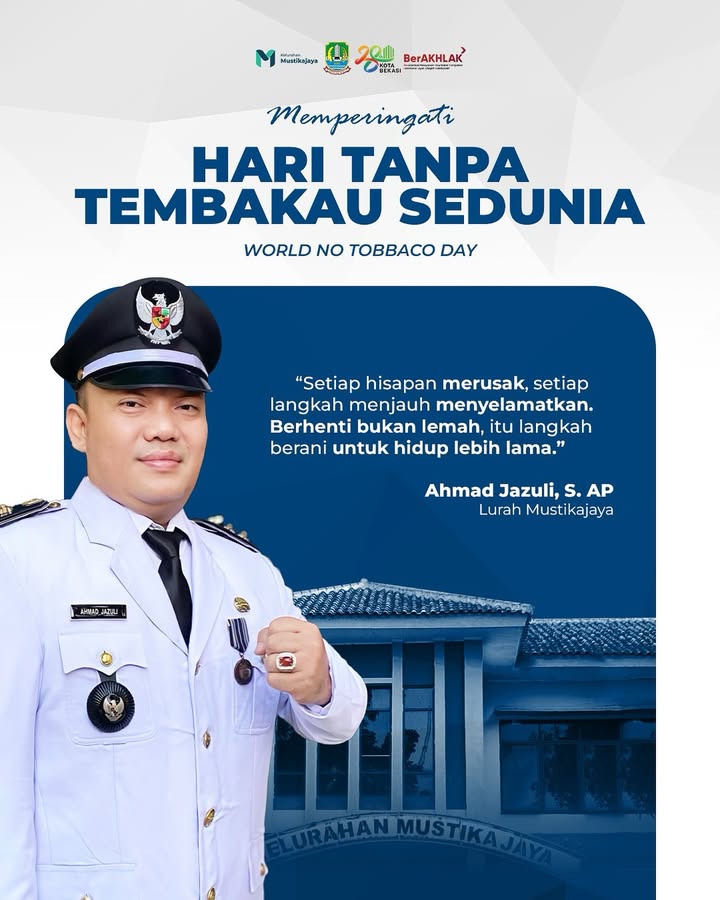 Kelurahan
Mustikajaya
28 KOTA
BEKASI
BerAKHLAK
Memperingati
HARI TANPA
TEMBAKAU SEDUNIA
WORLD NO TOBBACO DAY
“Setiap hisapan merusak, setiap
langkah menjauh menyelamatkan.
Berhenti bukan lemah, itu langkah
berani untuk hidup lebih lama.”
Ahmad Jazuli, S. AP
Lurah Mustikajaya
AHMAD JAZULI
ELURAHAN MUSTIKA JAYA